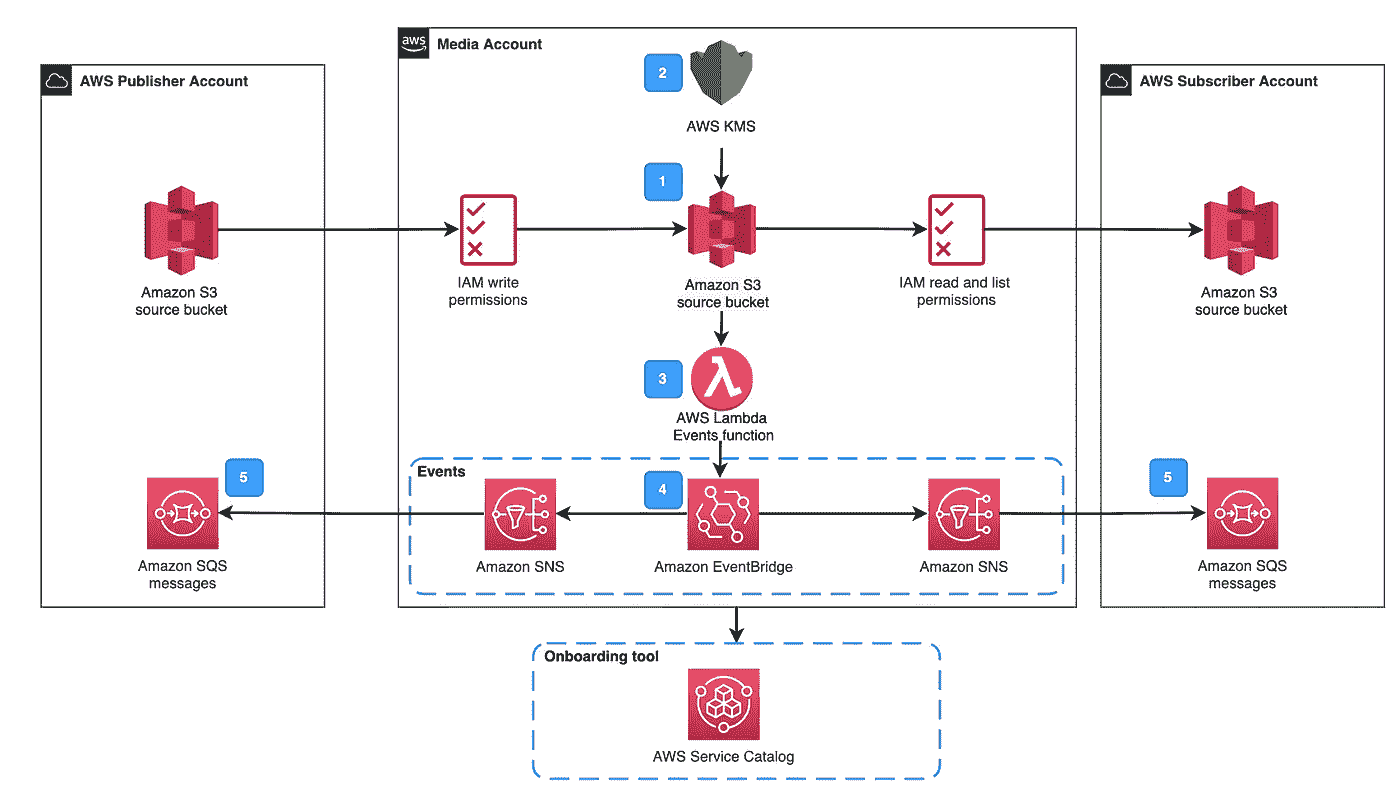 aws
Media Account
AWS Publisher Account
AWS Subscriber Account
2
AWS KMS
1
IAM write
permissions
Amazon S3
source bucket
Amazon S3
source bucket
IAM read and list
permissions
Amazon S3
source bucket
3
AWS Lambda
Events function
Events
5
4
5
Amazon SQS
messages
Amazon SNS
Amazon EventBridge
Amazon SNS
Amazon SQS
messages
Onboarding tool
AWS Service Catalog